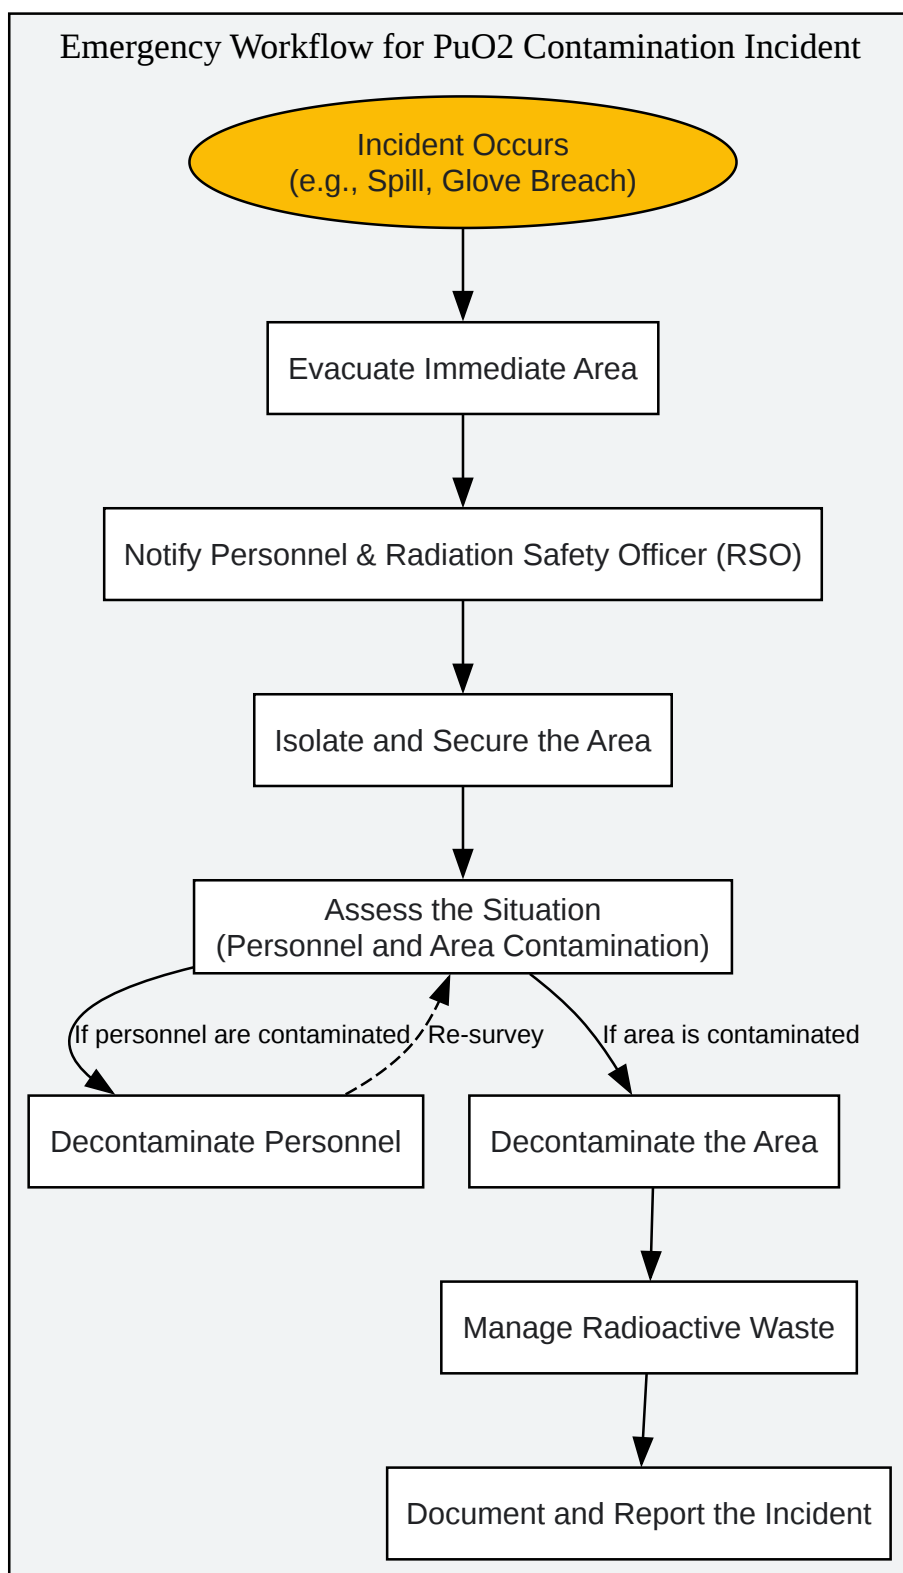 Emergency Workflow for PuO2 Contamination Incident
Incident Occurs
(e.g., Spill, Glove Breach)
Evacuate Immediate Area
Notify Personnel & Radiation Safety Officer (RSO)
Isolate and Secure the Area
Assess the Situation
(Personnel and Area Contamination)
If personnel are contaminated
Re-survey
If area is contaminated
Decontaminate Personnel
Decontaminate the Area
Manage Radioactive Waste
Document and Report the Incident